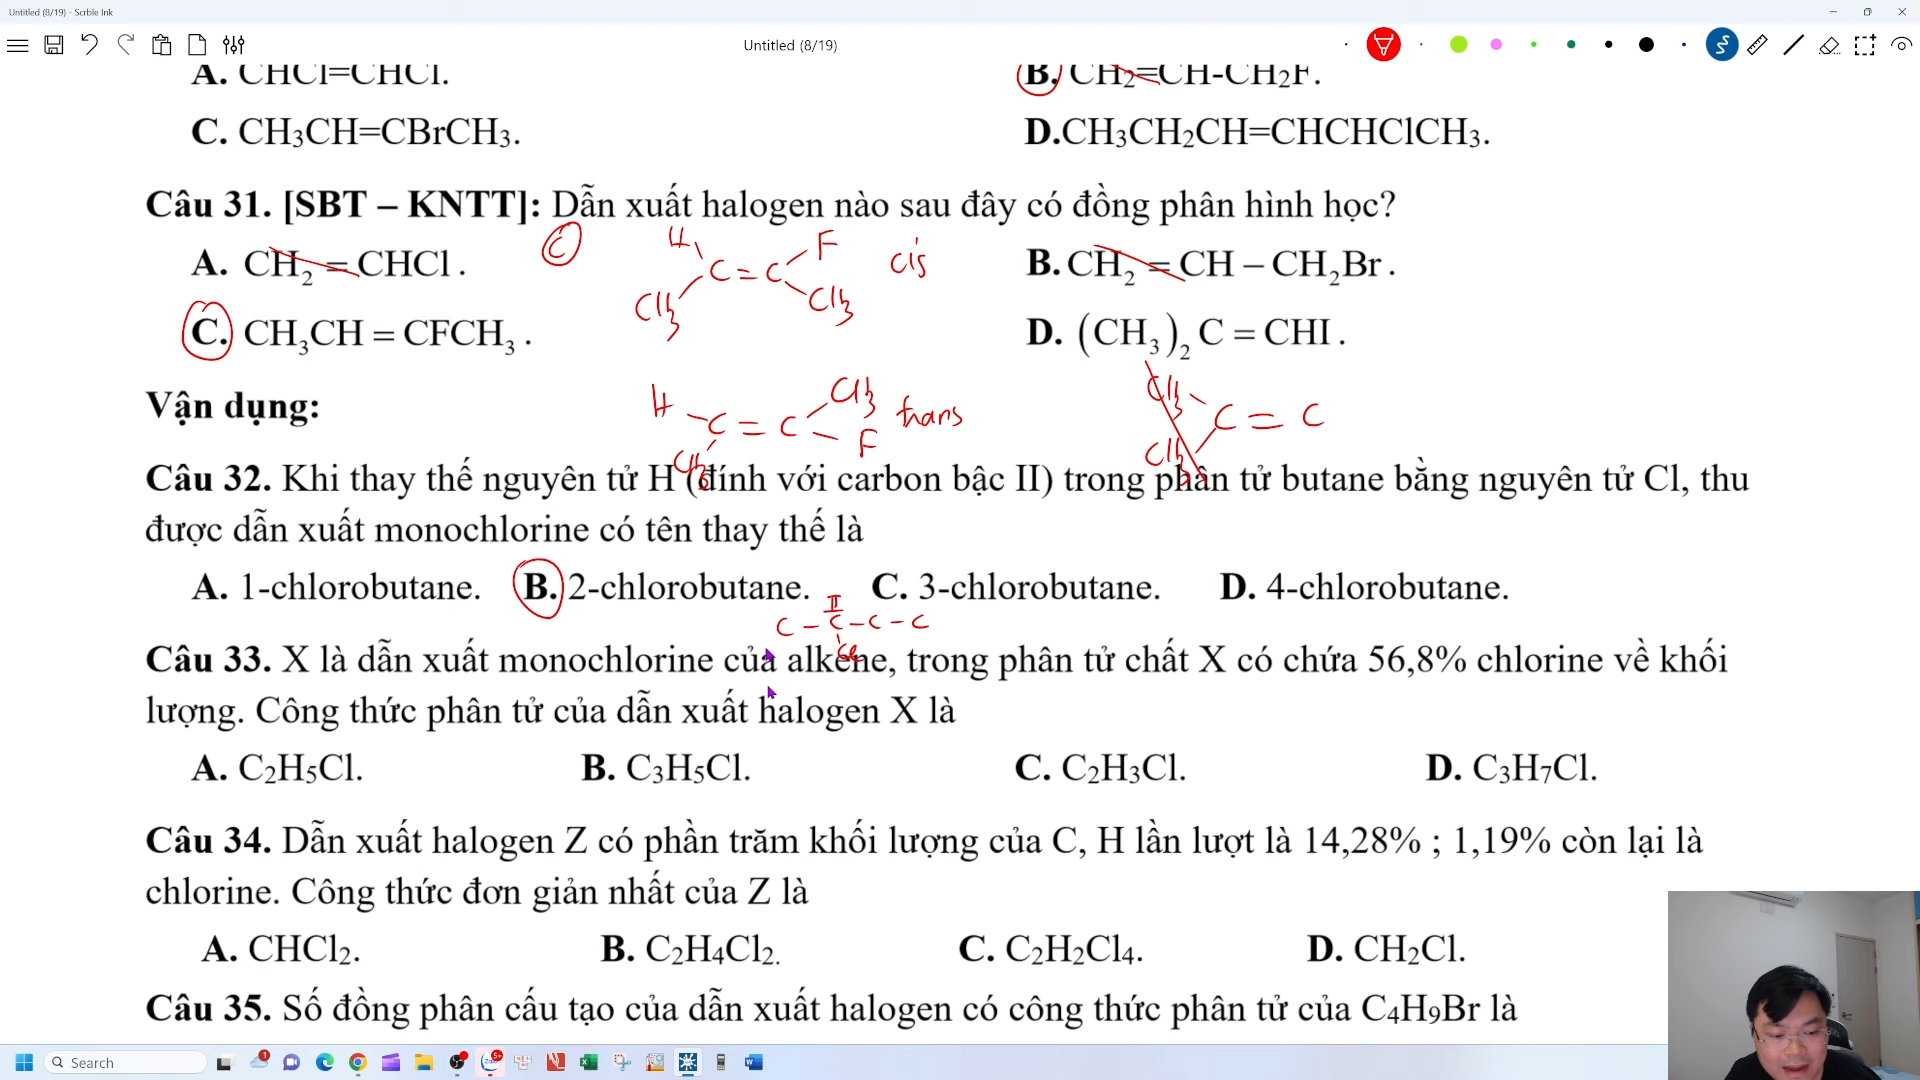 Untitled (8/19) - Scrble Ink
Untitled (8/19)
A. CHCl=CHCl. B. CH₂=CH-CH₂F.
C. CH₃CH=CBrCH₃. D.CH₃CH₂CH=CHCHClCH₃.
Câu 31. [SBT – KNTT]: Dẫn xuất halogen nào sau đây có đồng phân hình học?
C
H F cis
C = C
CH₃ CH₃
A. CH₂ = CHCl . B. CH₂ = CH – CH₂Br .
C. CH₃CH = CFCH₃ . D. (CH₃)₂ C = CHI .
H CH₃ trans
C = C
CH₃ F
CH₃
C = C
CH₃
Vận dụng:
Câu 32. Khi thay thế nguyên tử H (đính với carbon bậc II) trong phân tử butane bằng nguyên tử Cl, thu
được dẫn xuất monochlorine có tên thay thế là
A. 1-chlorobutane. B. 2-chlorobutane. C. 3-chlorobutane. D. 4-chlorobutane.
II
C – C – C – C
Cl
Câu 33. X là dẫn xuất monochlorine của alkene, trong phân tử chất X có chứa 56,8% chlorine về khối
lượng. Công thức phân tử của dẫn xuất halogen X là
A. C₂H₅Cl. B. C₃H₅Cl. C. C₂H₃Cl. D. C₃H₇Cl.
Câu 34. Dẫn xuất halogen Z có phần trăm khối lượng của C, H lần lượt là 14,28% ; 1,19% còn lại là
chlorine. Công thức đơn giản nhất của Z là
A. CHCl₂. B. C₂H₄Cl₂. C. C₂H₂Cl₄. D. CH₂Cl.
Câu 35. Số đồng phân cấu tạo của dẫn xuất halogen có công thức phân tử của C₄H₉Br là
Search